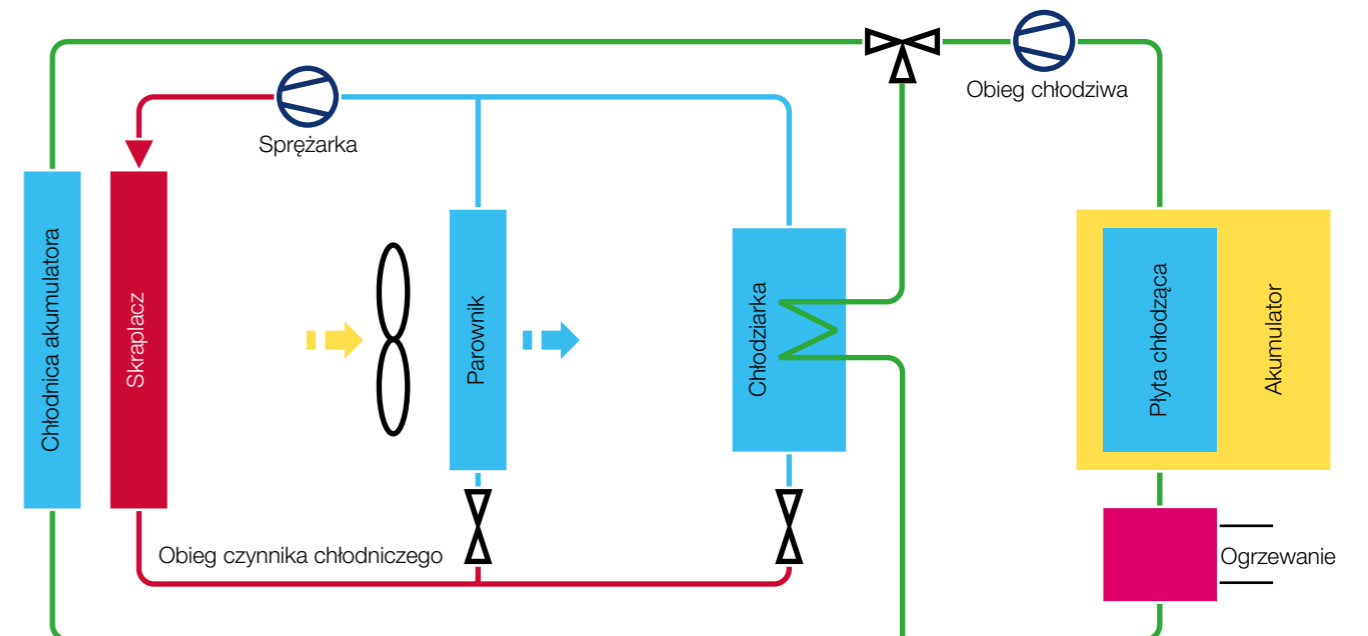 Obieg chłodziwa
Sprężarka
Chłodnica akumulatora
Skraplacz
Parownik
Chłodziarka
Płyta chłodząca
Akumulator
Obieg czynnika chłodniczego
Ogrzewanie